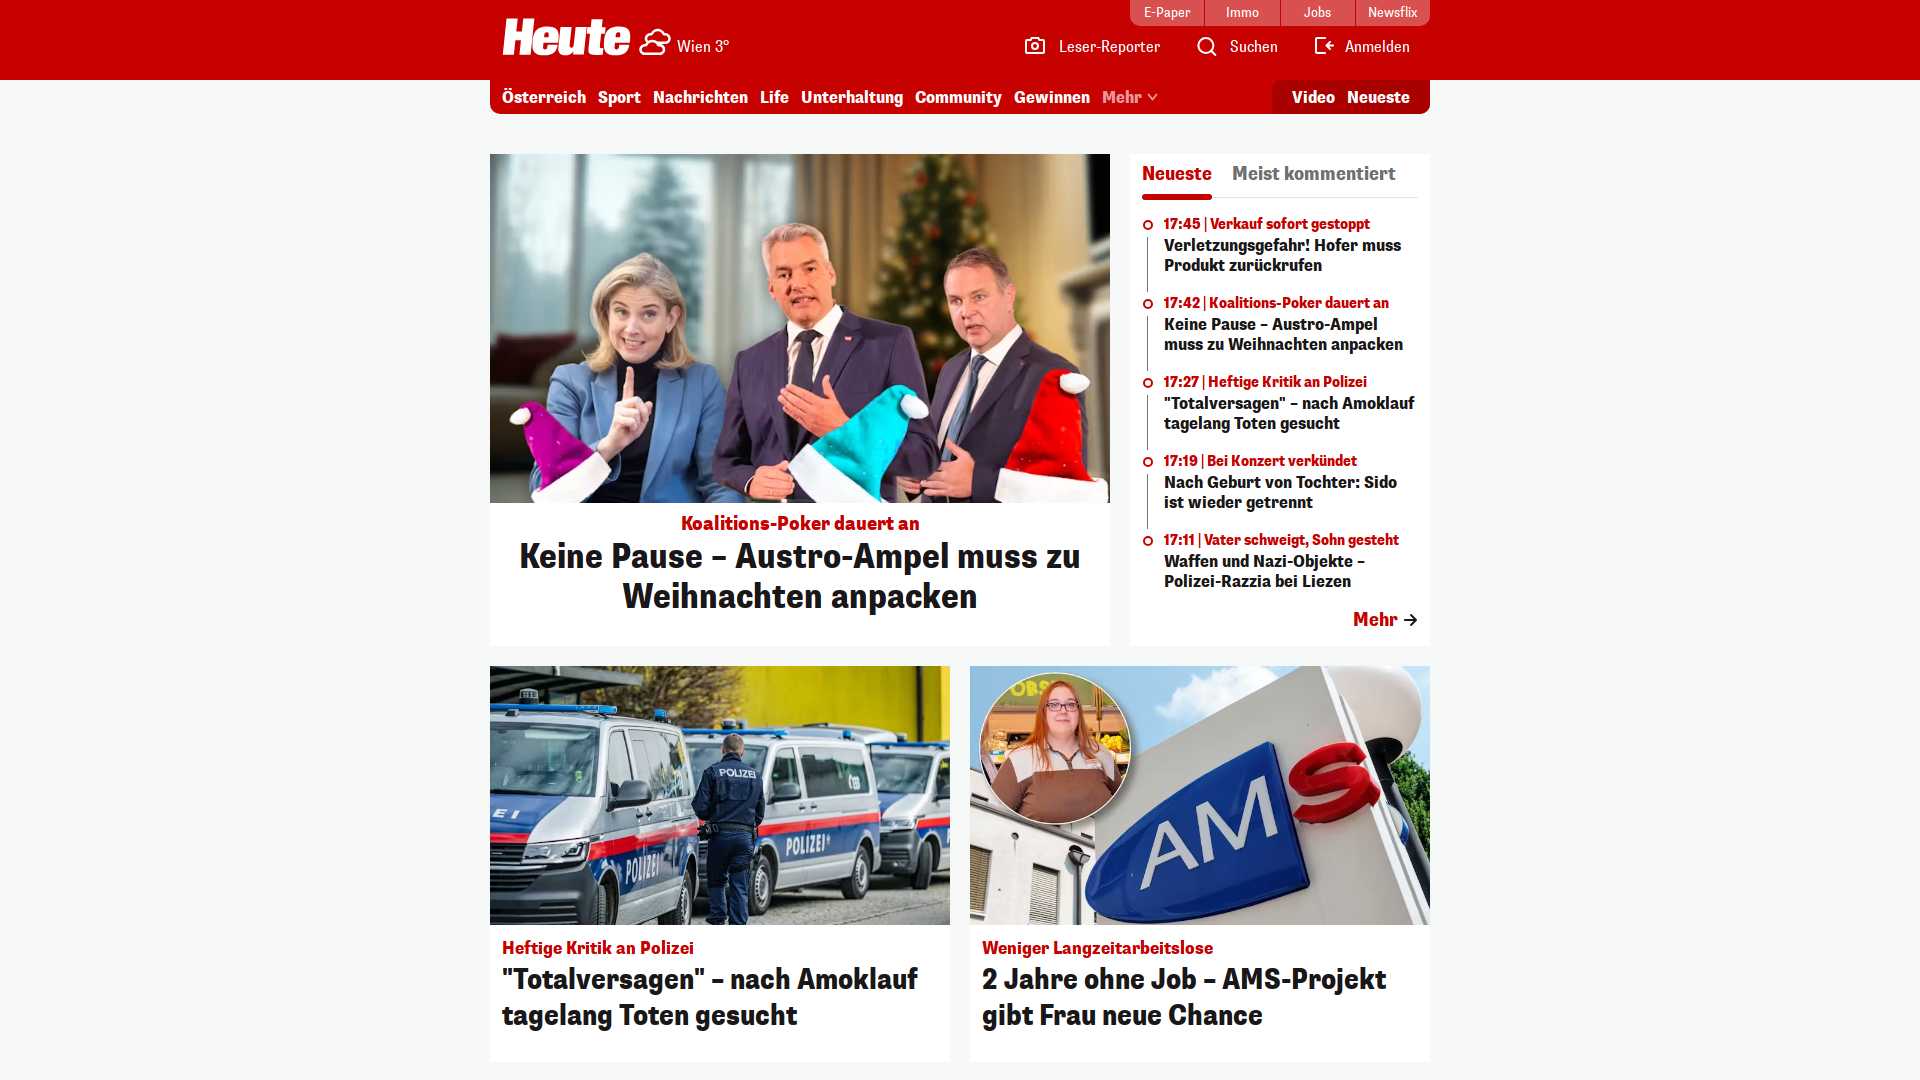 E-Paper
Immo
Jobs
Newsflix
Heute
Wien 3°
Leser-Reporter
Suchen
Anmelden
Österreich
Sport
Nachrichten
Life
Unterhaltung
Community
Gewinnen
Mehr
Video
Neueste
Koalitions-Poker dauert an
Keine Pause – Austro-Ampel muss zu
Weihnachten anpacken
Neueste
Meist kommentiert
17:45 | Verkauf sofort gestoppt
Verletzungsgefahr! Hofer muss
Produkt zurückrufen
17:42 | Koalitions-Poker dauert an
Keine Pause – Austro-Ampel
muss zu Weihnachten anpacken
17:27 | Heftige Kritik an Polizei
"Totalversagen" – nach Amoklauf
tagelang Toten gesucht
17:19 | Bei Konzert verkündet
Nach Geburt von Tochter: Sido
ist wieder getrennt
17:11 | Vater schweigt, Sohn gesteht
Waffen und Nazi-Objekte –
Polizei-Razzia bei Liezen
Mehr
POLIZEI
EI
POLIZEI
POLIZEI
Heftige Kritik an Polizei
"Totalversagen" – nach Amoklauf
tagelang Toten gesucht
OBS
AMS
Weniger Langzeitarbeitslose
2 Jahre ohne Job – AMS-Projekt
gibt Frau neue Chance